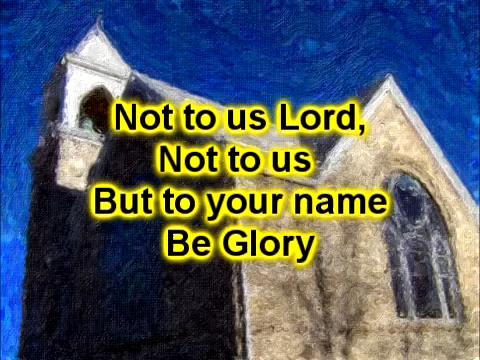 Not to us Lord,
Not to us
But to your name
Be Glory